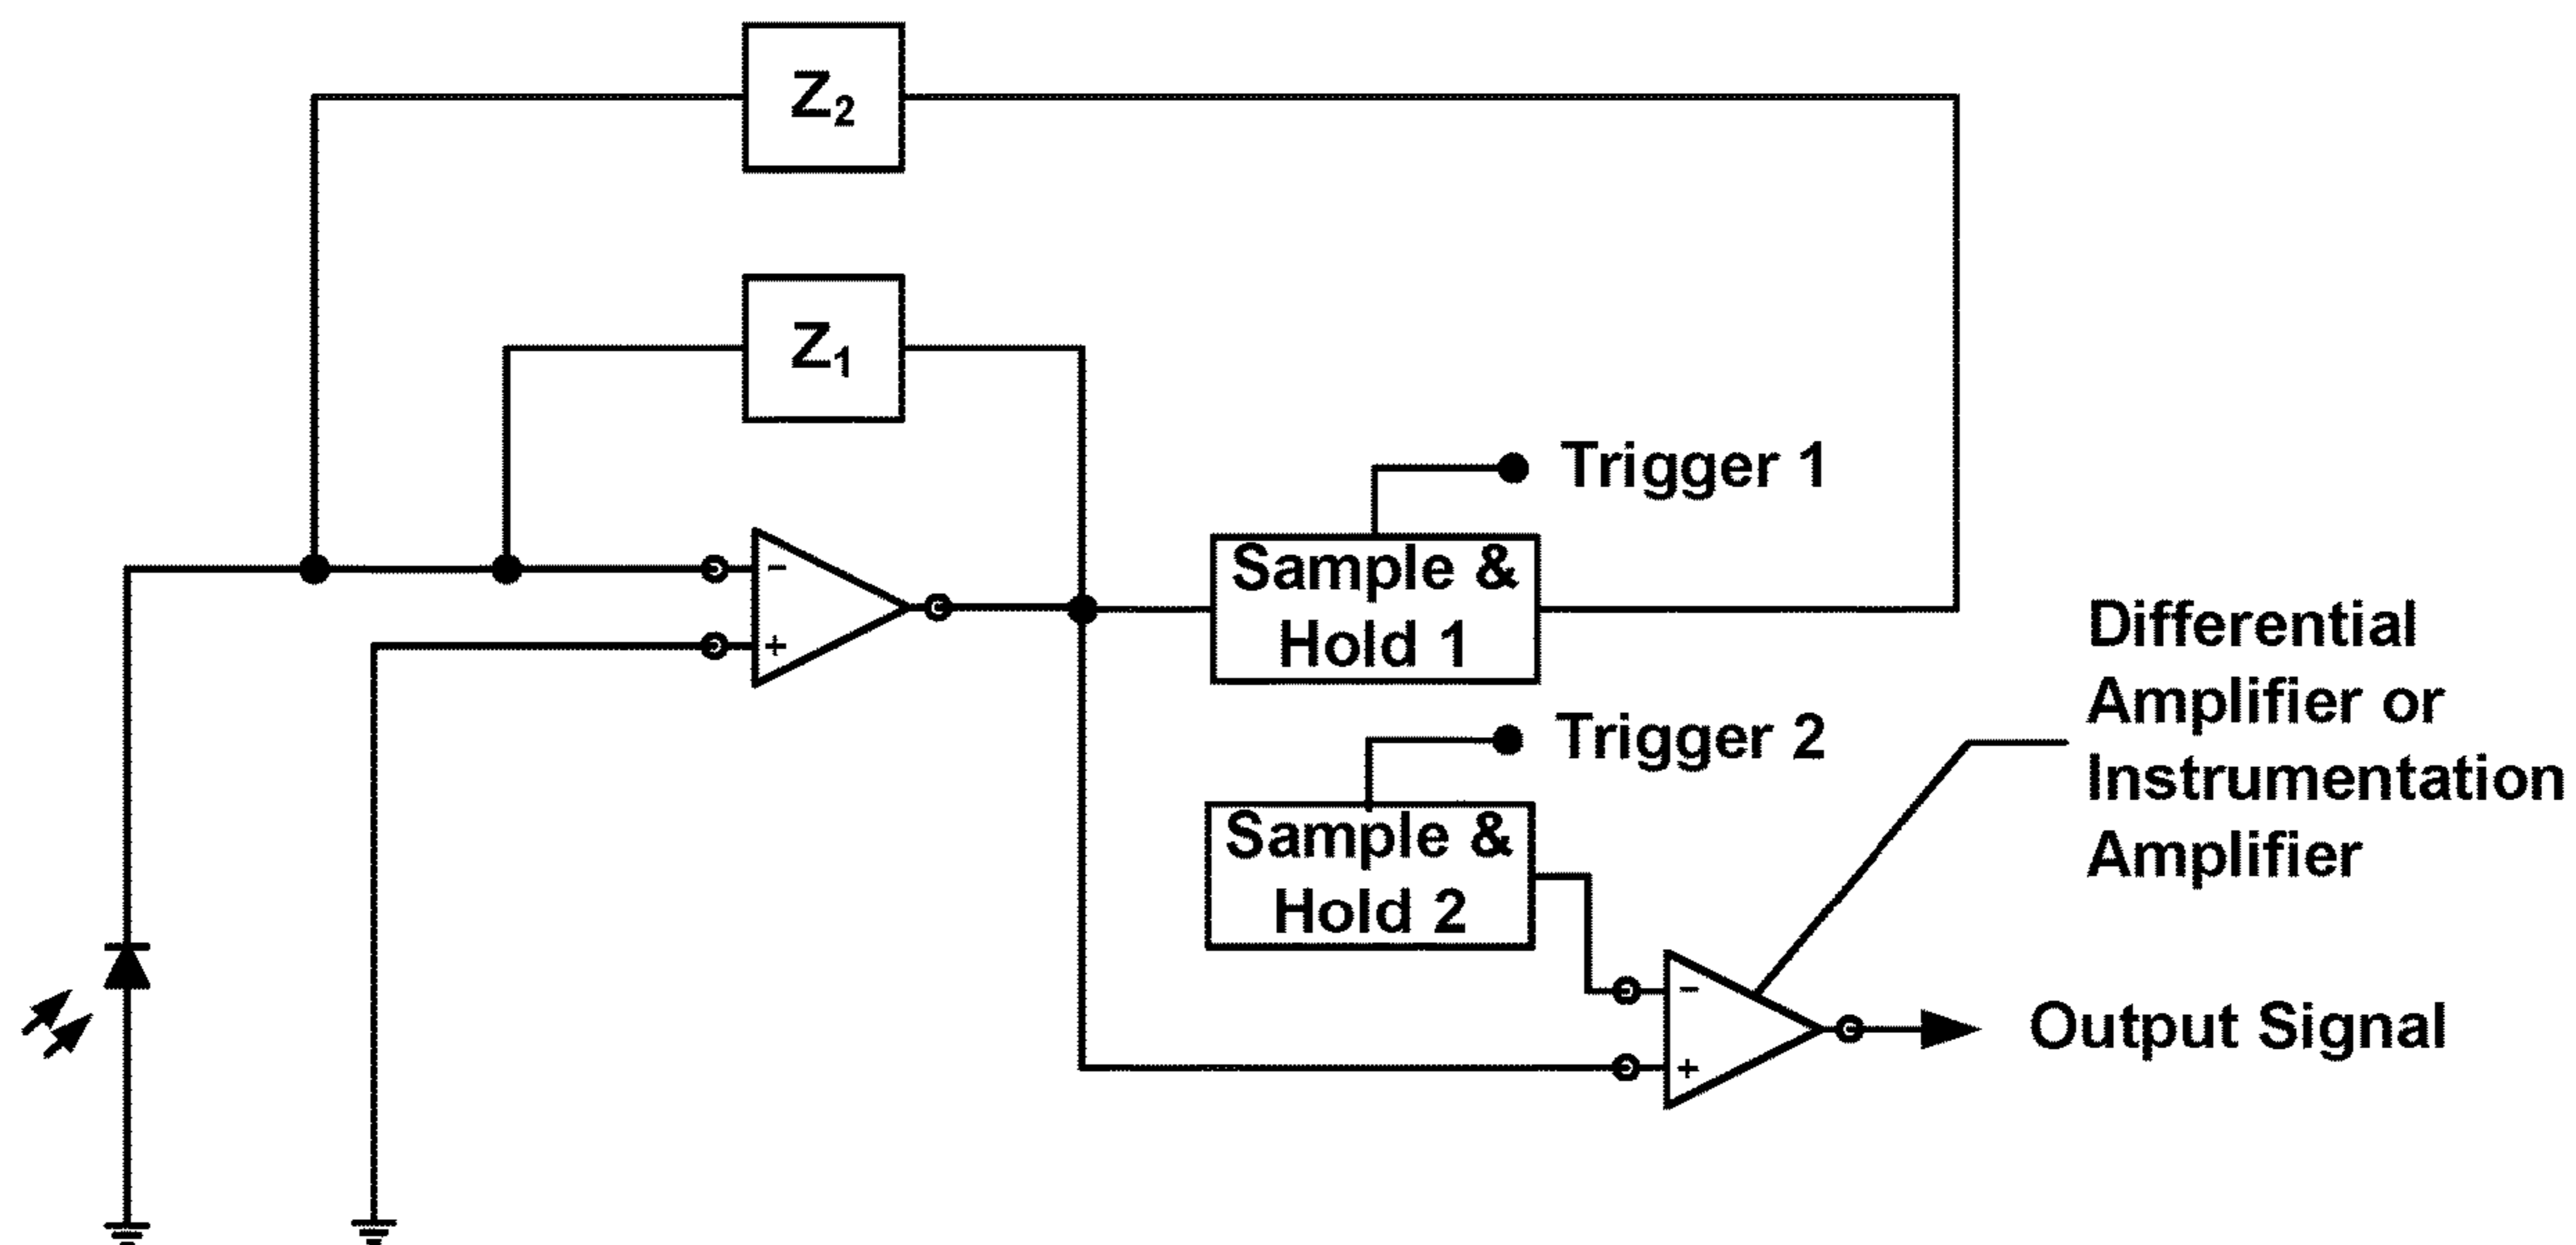 Z₂
Z₁
Trigger 1
Sample &
Hold 1
Trigger 2
Sample &
Hold 2
Differential
Amplifier or
Instrumentation
Amplifier
Output Signal
-
+
-
+